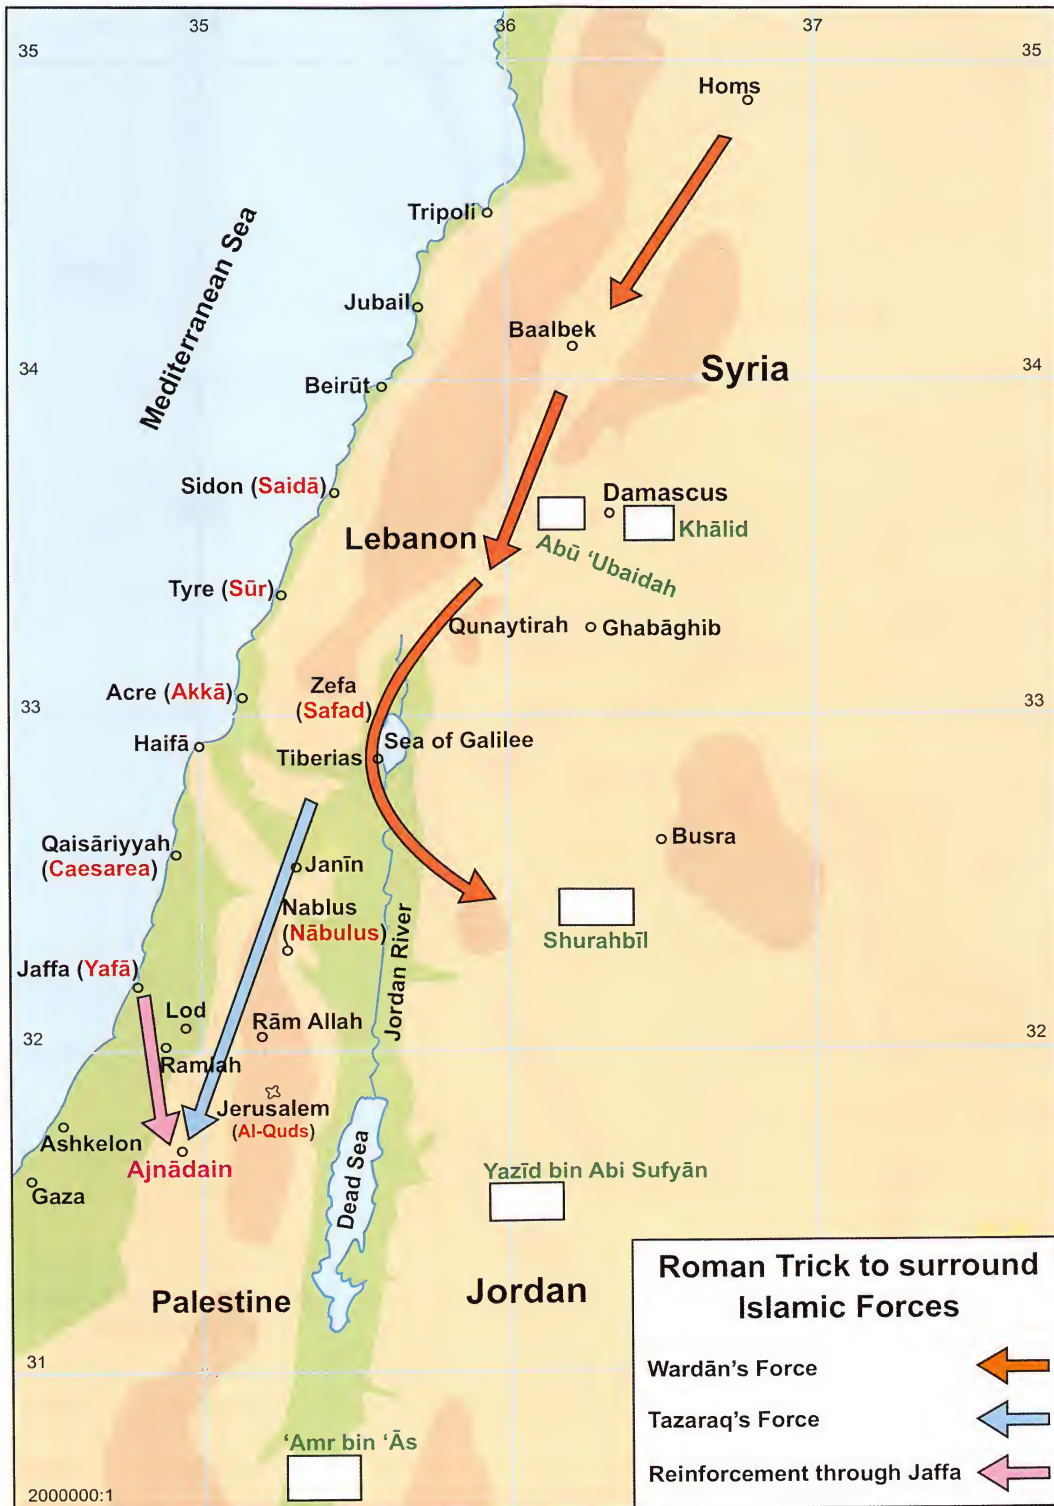 35
36
37
35
35
Homs
Tripoli
Mediterranean Sea
Jubail
Baalbek
34
Syria
34
Beirūt
Sidon (Saidā)
Damascus
Lebanon
Khālid
Abū ‘Ubaidah
Tyre (Sūr)
Qunaytirah
Ghabāghib
Zefa
(Safad)
Acre (Akkā)
33
33
Haifā
Sea of Galilee
Tiberias
Busra
Qaisāriyyah
(Caesarea)
Janīn
Nablus
(Nābulus)
Shurahbīl
Jordan River
Jaffa (Yafā)
Lod
Rām Allah
32
32
Ramlah
Jerusalem
(Al-Quds)
Ashkelon
Ajnādain
Dead Sea
Yazīd bin Abi Sufyān
Gaza
Palestine
Jordan
31
‘Amr bin ‘Ās
2000000:1
Roman Trick to surround
Islamic Forces
Wardān’s Force
Tazaraq’s Force
Reinforcement through Jaffa